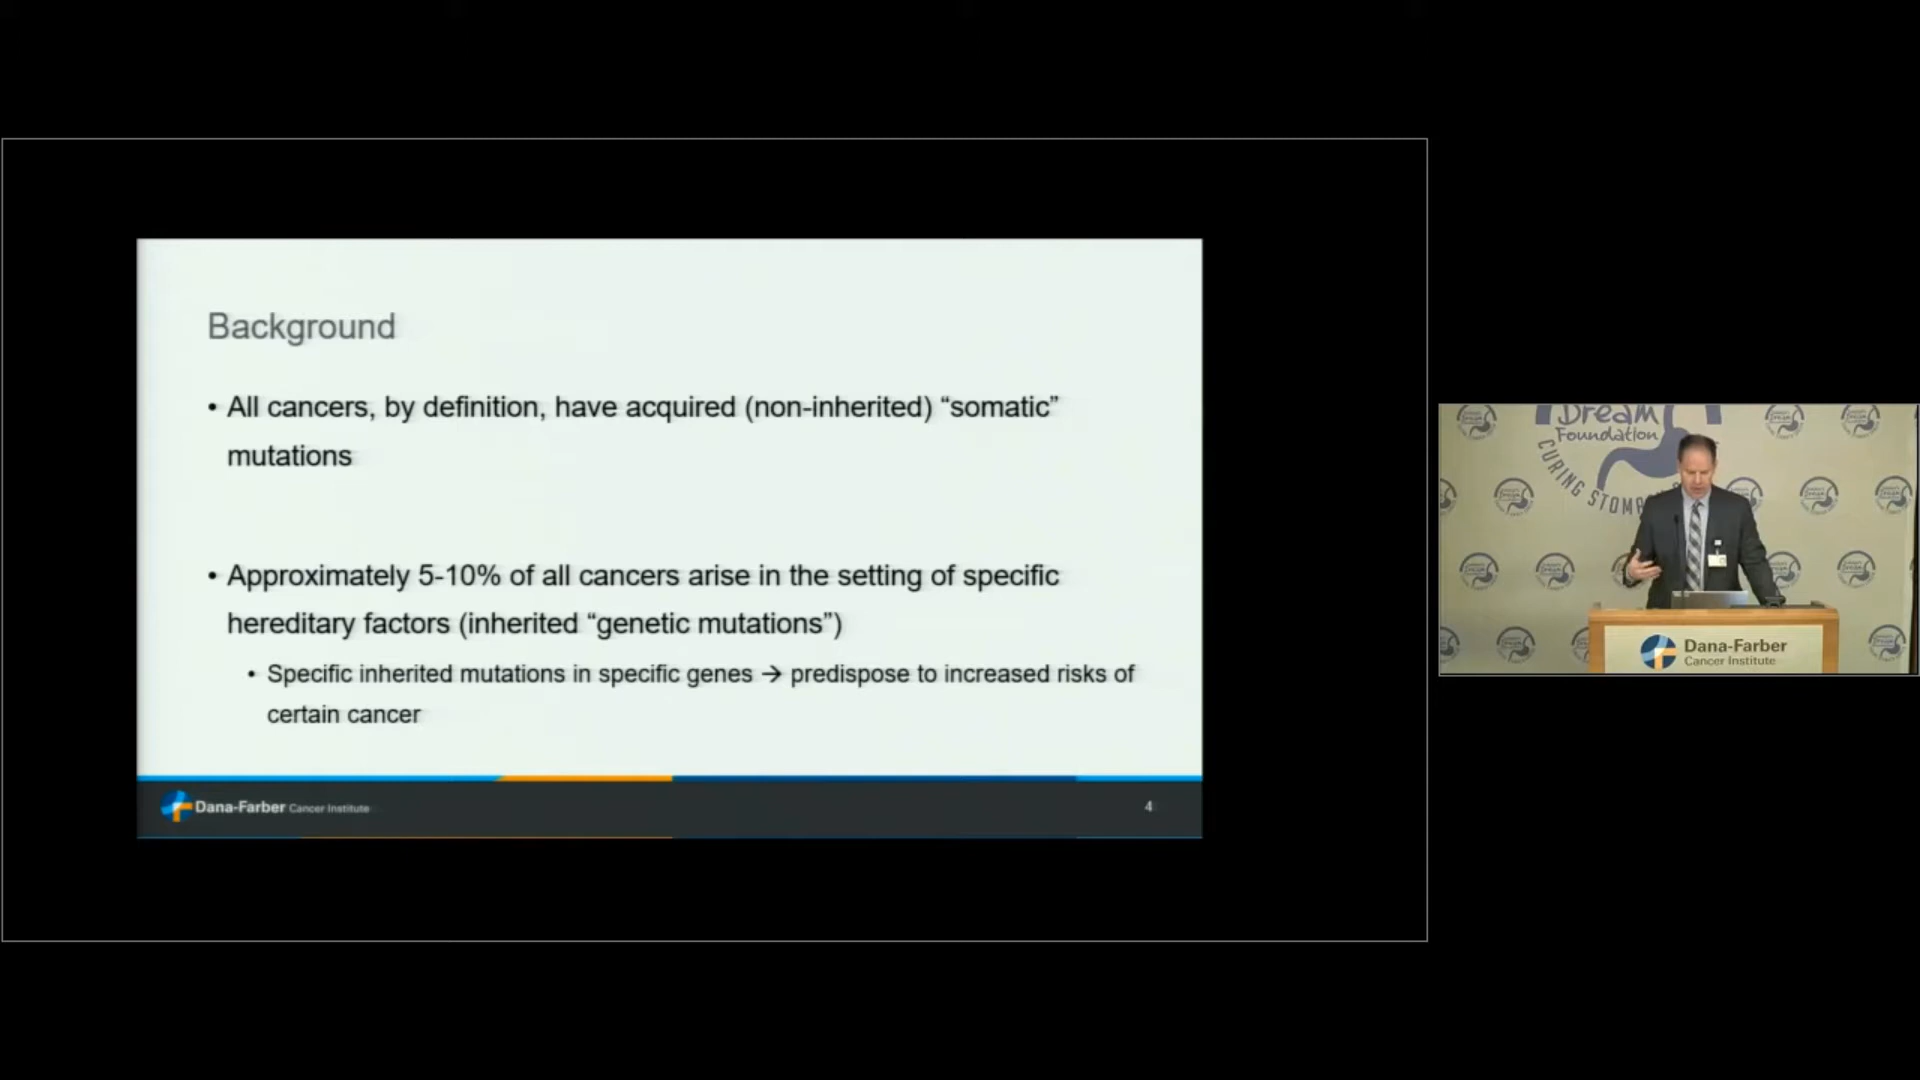 Background
• All cancers, by definition, have acquired (non-inherited) “somatic”
mutations
• Approximately 5-10% of all cancers arise in the setting of specific
hereditary factors (inherited “genetic mutations”)
• Specific inherited mutations in specific genes → predispose to increased risks of
certain cancer
Dana-Farber Cancer Institute
4
Dream
Foundation
CURING STOMA
Dana-Farber
Cancer Institute